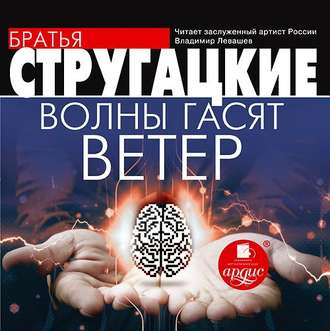 БРАТЬЯ
Читает заслуженный артист России
Владимир Левашев
СТРУГАЦКИЕ
ВОЛНЫ ГАСЯТ
ВЕТЕР
ардис